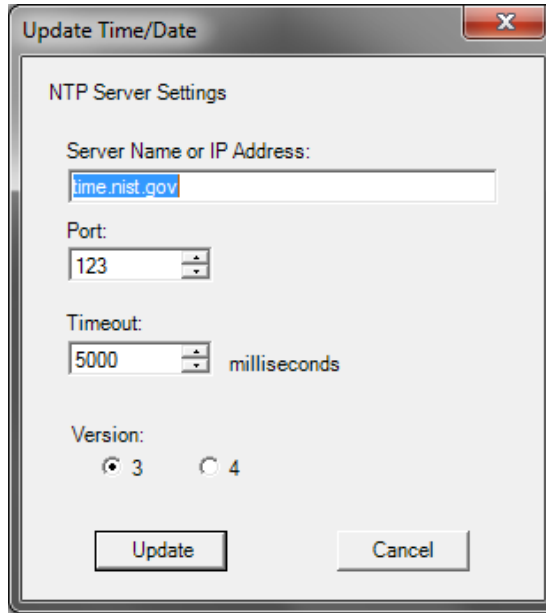 Update Time/Date
NTP Server Settings
Server Name or IP Address:
time.nist.gov
Port:
123
Timeout:
5000 milliseconds
Version:
3 4
Update Cancel